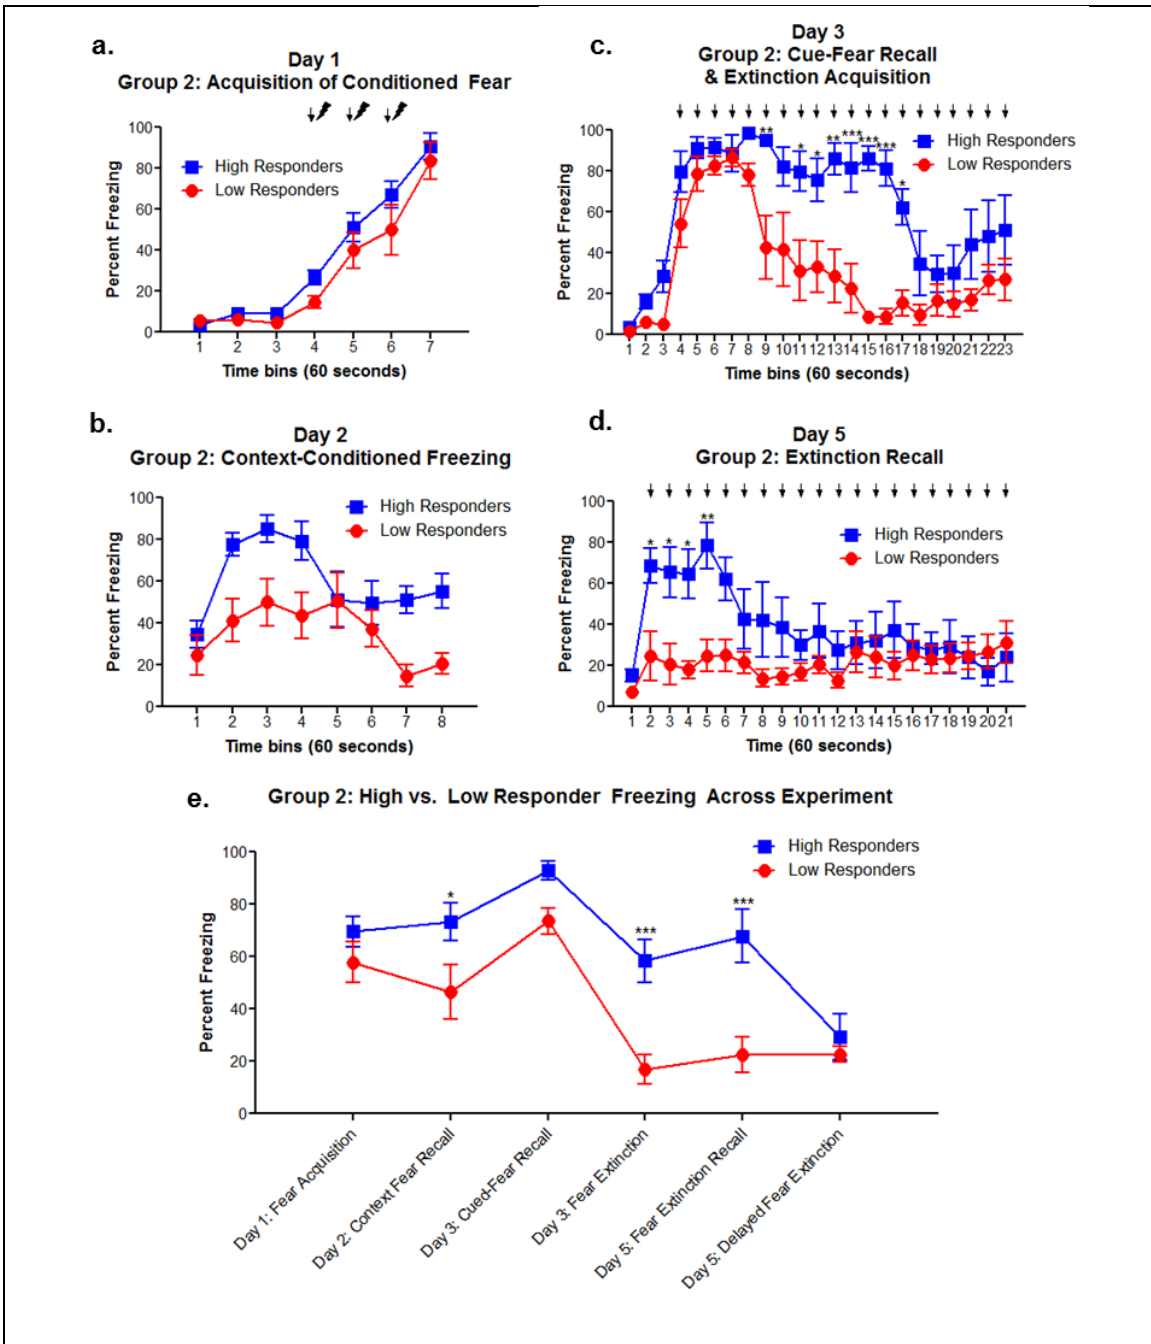 a.
Day 1
Group 2: Acquisition of Conditioned Fear
100
80
60
40
20
0
Percent Freezing
High Responders
Low Responders
1 2 3 4 5 6 7
Time bins (60 seconds)
b.
Day 2
Group 2: Context-Conditioned Freezing
100
80
60
40
20
0
Percent Freezing
High Responders
Low Responders
1 2 3 4 5 6 7 8
Time bins (60 seconds)
c.
Day 3
Group 2: Cue-Fear Recall
& Extinction Acquisition
100
80
60
40
20
0
Percent Freezing
** * * ** *** *** *** *
High Responders
Low Responders
1 2 3 4 5 6 7 8 9 10 11 12 13 14 15 16 17 18 19 20 21 22 23
Time bins (60 seconds)
d.
Day 5
Group 2: Extinction Recall
100
80
60
40
20
0
Percent Freezing
* * * **
High Responders
Low Responders
1 2 3 4 5 6 7 8 9 10 11 12 13 14 15 16 17 18 19 20 21
Time (60 seconds)
e.
Group 2: High vs. Low Responder Freezing Across Experiment
100
80
60
40
20
0
Percent Freezing
High Responders
Low Responders
* *** ***
Day 1: Fear Acquisition
Day 2: Context Fear Recall
Day 3: Cued-Fear Recall
Day 3: Fear Extinction
Day 5: Fear Extinction Recall
Day 5: Delayed Fear Extinction